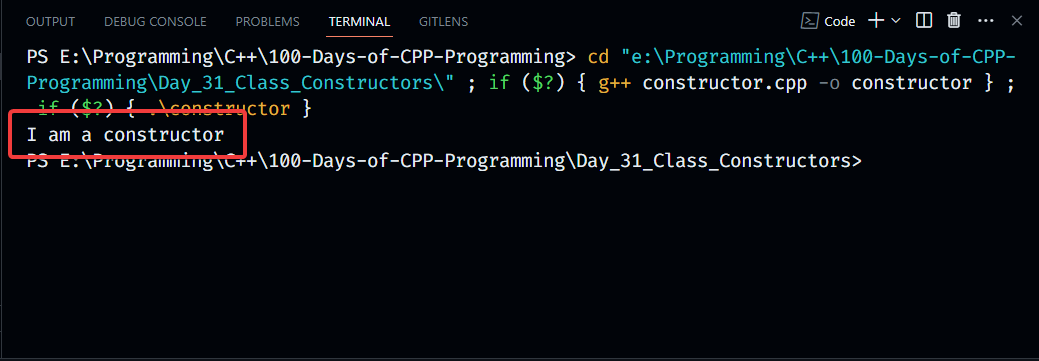 OUTPUT DEBUG CONSOLE PROBLEMS TERMINAL GITLENS Code
PS E:\Programming\C++\100-Days-of-CPP-Programming> cd "e:\Programming\C++\100-Days-of-CPP-
Programming\Day_31_Class_Constructors\" ; if ($?) { g++ constructor.cpp -o constructor } ;
if ($?) { .\constructor }
I am a constructor
PS E:\Programming\C++\100-Days-of-CPP-Programming\Day_31_Class_Constructors>